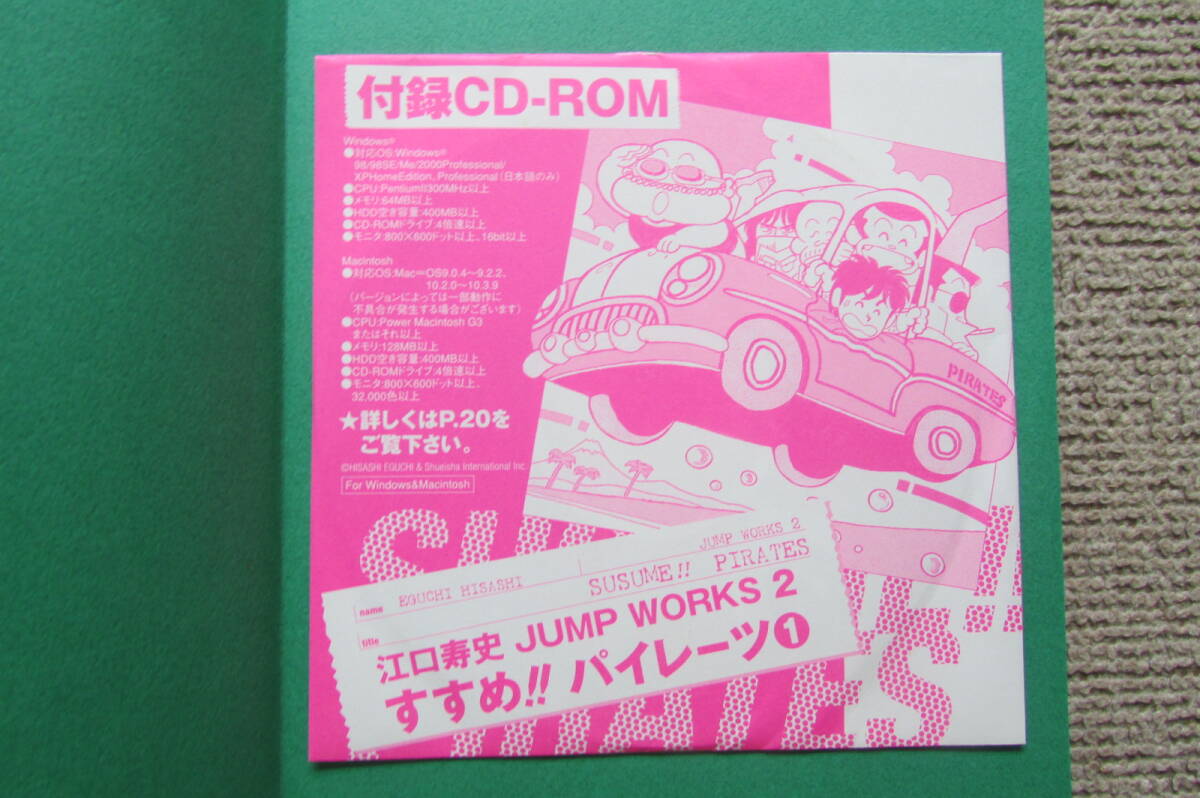 付録CD-ROM
Windows®
●対応OS:Windows®
98/98SE/Me/2000Professional/
XPHomeEdition、Professional(日本語のみ)
●CPU:PentiumII300MHz以上
●メモリ:64MB以上
●HDD空き容量:400MB以上
●CD-ROMドライブ:4倍速以上
●モニタ:800×600ドット以上、16bit以上
Macintosh
●対応OS:Mac OS9.0.4〜9.2.2、
10.2.0〜10.3.9
(バージョンによっては一部動作に
不具合が発生する場合がございます)
●CPU:Power Macintosh G3
またはそれ以上
●メモリ:128MB以上
●HDD空き容量:400MB以上
●CD-ROMドライブ:4倍速以上
●モニタ:800×600ドット以上、
32,000色以上
★詳しくはP.20を
ご覧下さい。
©HISASHI EGUCHI & Shueisha International Inc.
For Windows&Macintosh
PIRATES
JUMP WORKS 2
name EGUCHI HISASHI SUSUME!! PIRATES
title
江口寿史 JUMP WORKS 2
すすめ!! パイレーツ①